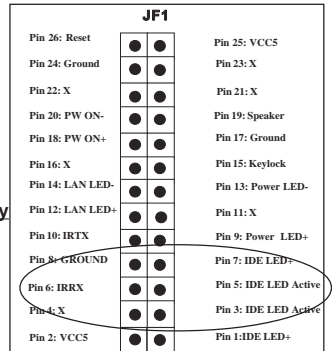 JF1
Pin 26: Reset
Pin 25: VCC5
Pin 24: Ground
Pin 23: X
Pin 22: X
Pin 21: X
Pin 20: PW ON-
Pin 19: Speaker
Pin 18: PW ON+
Pin 17: Ground
Pin 16: X
Pin 15: Keylock
Pin 14: LAN LED-
Pin 13: Power LED-
y
Pin 12: LAN LED+
Pin 11: X
Pin 10: IRTX
Pin 9: Power LED+
Pin 8: GROUND
Pin 7: IDE LED+
Pin 6: IRRX
Pin 5: IDE LED Active
Pin 4: X
Pin 3: IDE LED Active
Pin 2: VCC5
Pin 1:IDE LED+